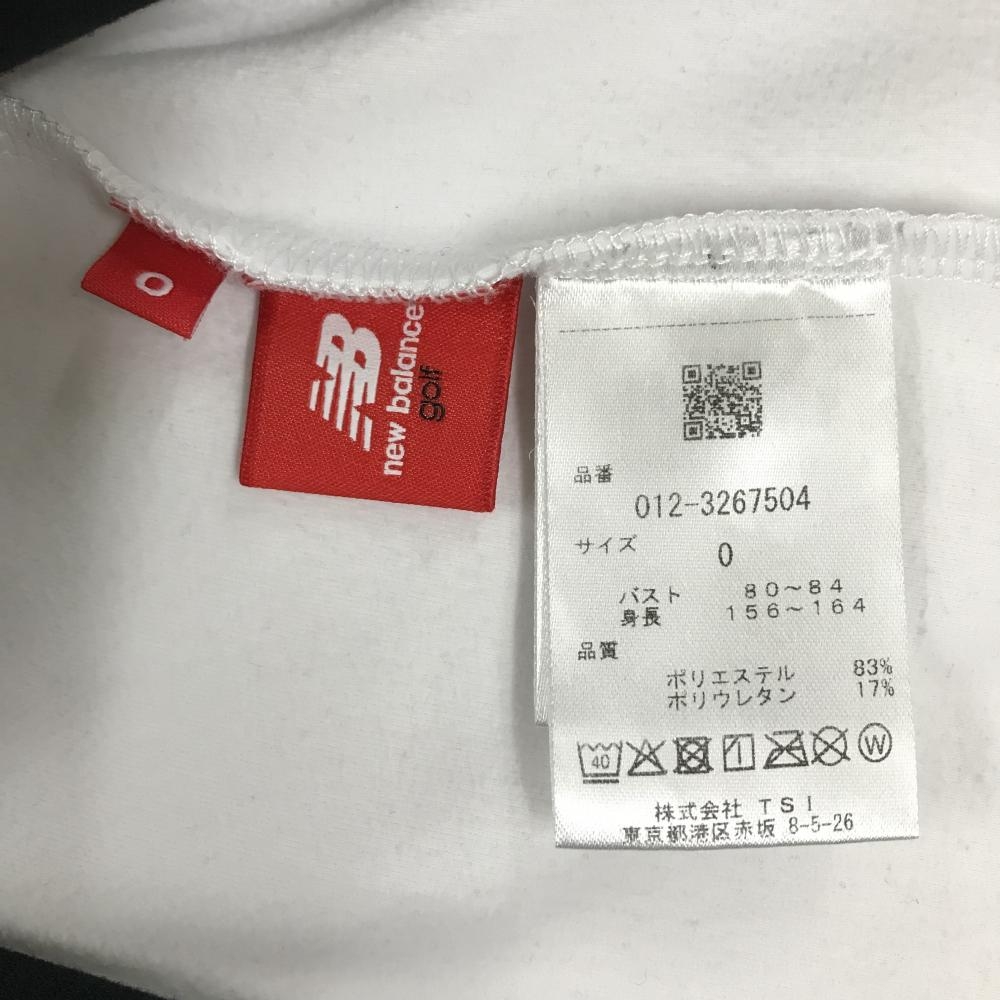 0
NB
new balance
golf
品番
012-3267504
サイズ 0
バスト 80～84
身長 156～164
品質
ポリエステル 83%
ポリウレタン 17%
40 W
株式会社 TSI
東京都港区赤坂 8-5-26